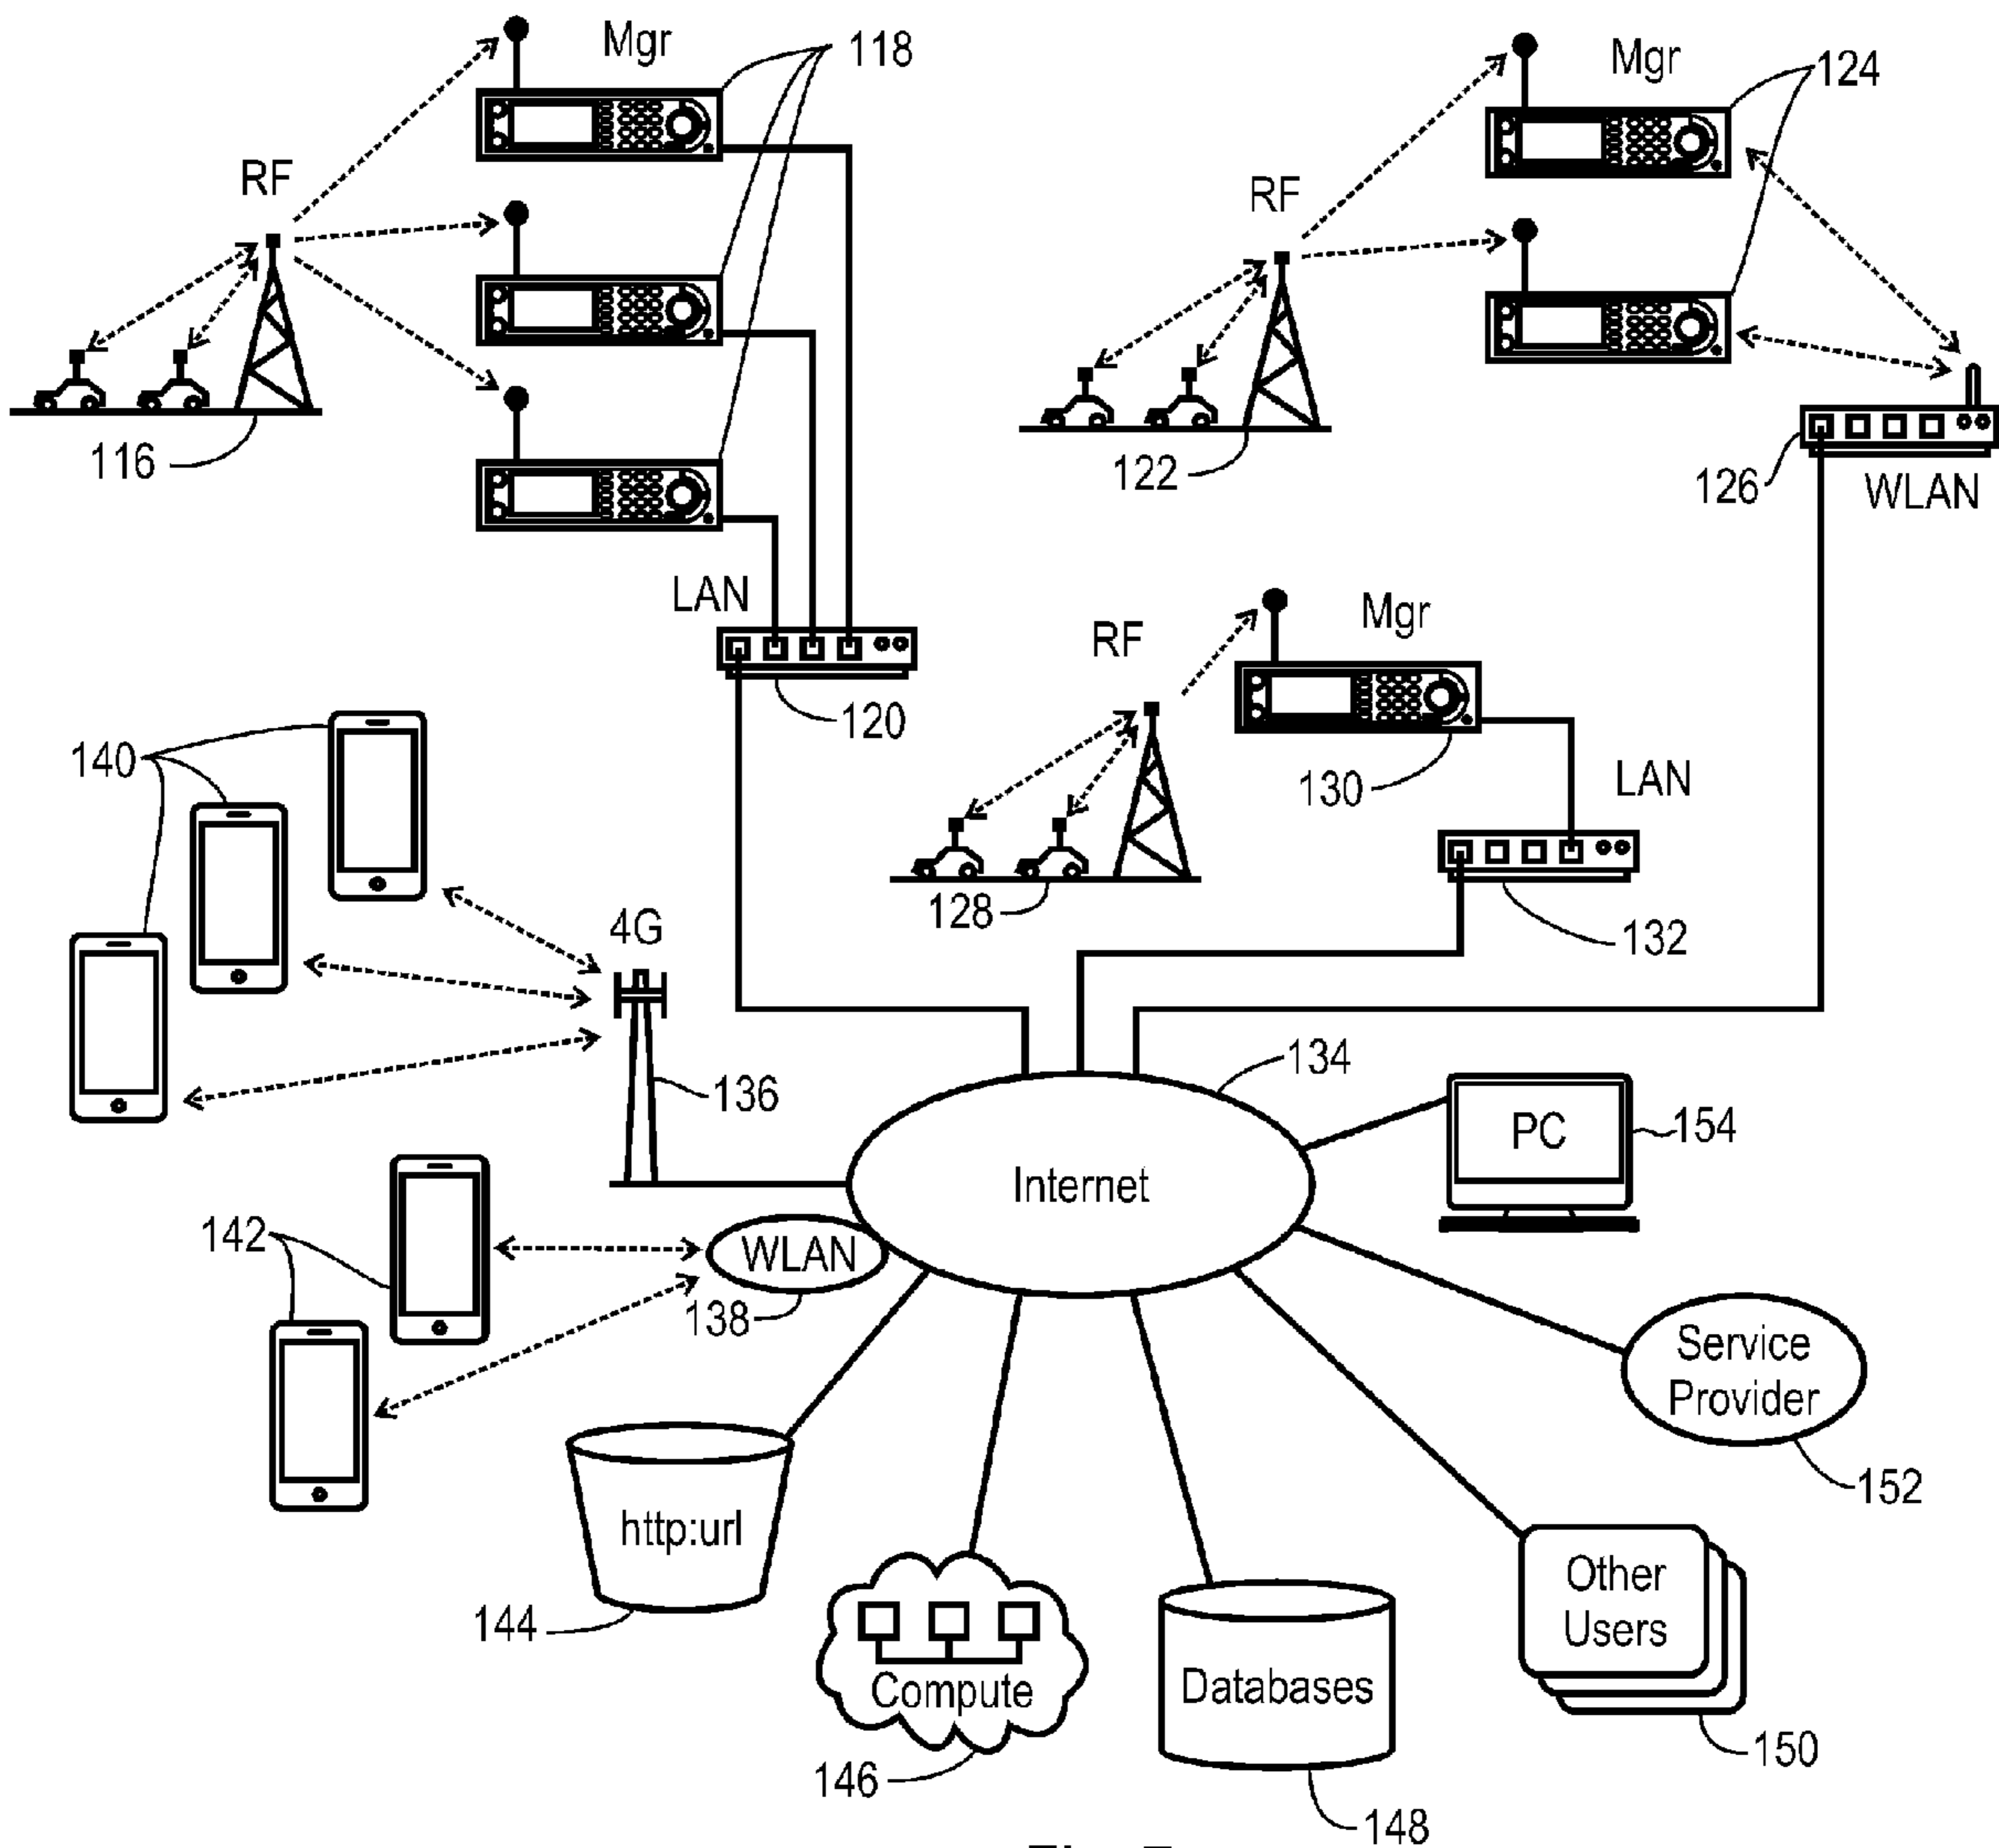 Mgr
118
Mgr
124
RF
RF
116
122
126
WLAN
LAN
RF
Mgr
120
130
LAN
140
128
132
4G
136
134
PC
154
Internet
142
WLAN
138
Service
Provider
152
http:url
144
Other
Users
Compute
Databases
150
146
148